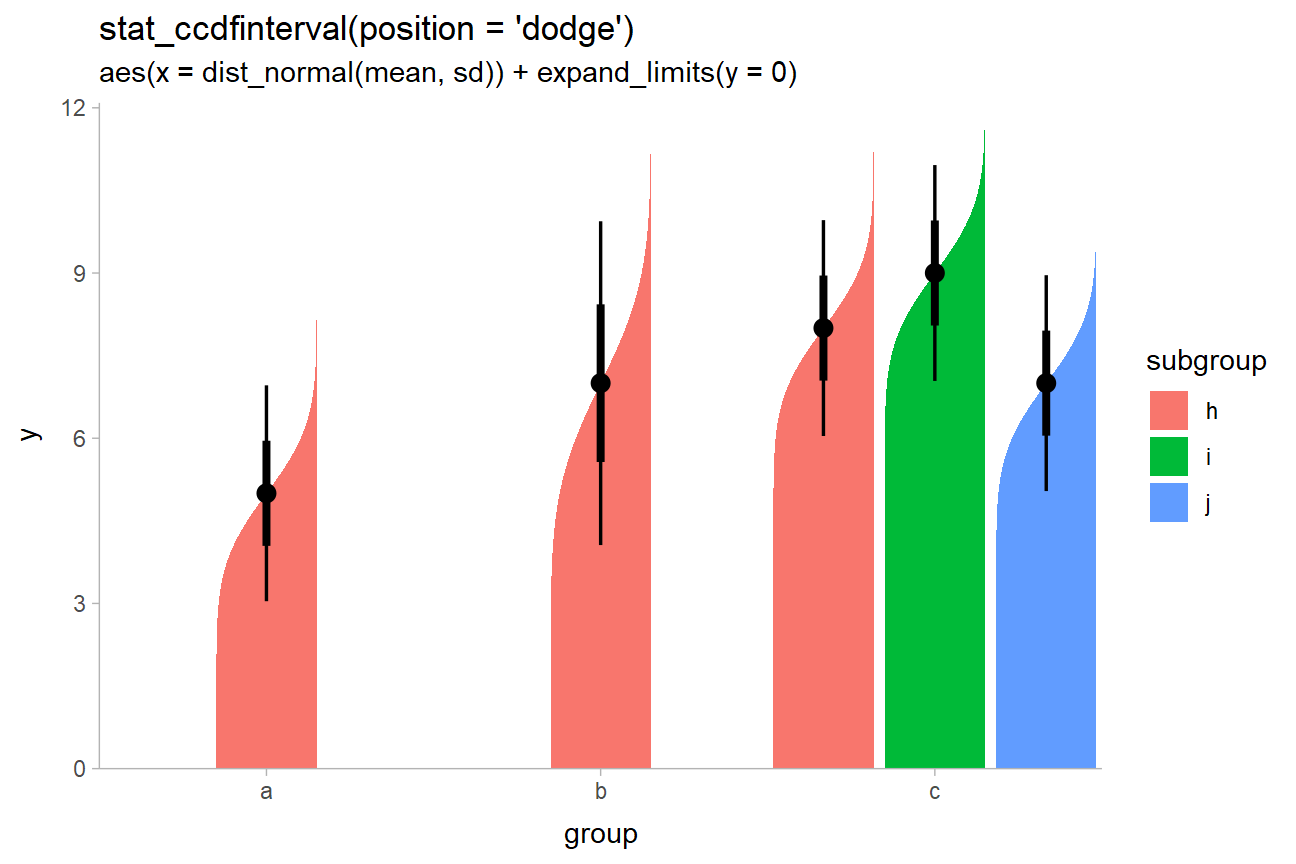 stat_ccdfinterval(position = 'dodge')
aes(x = dist_normal(mean, sd)) + expand_limits(y = 0)
12
9
6
3
0
y
a
b
c
group
subgroup
h
i
j